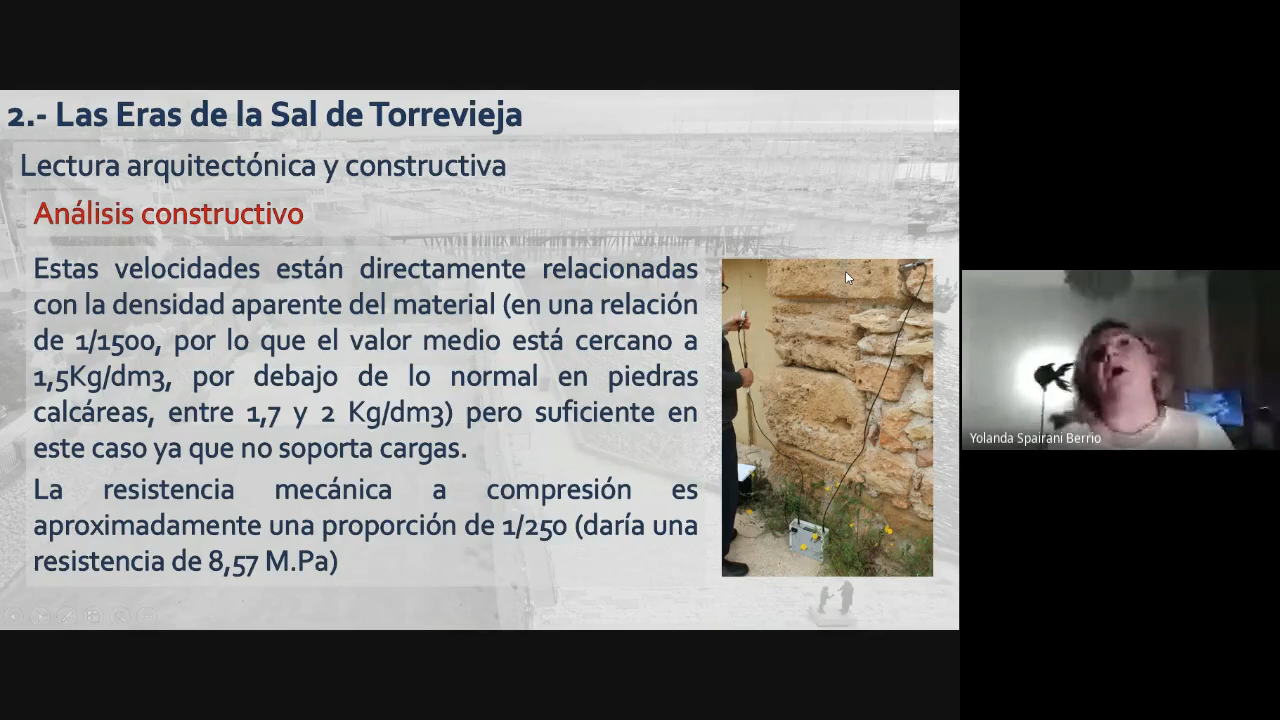 2.- Las Eras de la Sal de Torrevieja
Lectura arquitectónica y constructiva
Análisis constructivo
Estas velocidades están directamente relacionadas
con la densidad aparente del material (en una relación
de 1/1500, por lo que el valor medio está cercano a
1,5Kg/dm3, por debajo de lo normal en piedras
calcáreas, entre 1,7 y 2 Kg/dm3) pero suficiente en
este caso ya que no soporta cargas.
La resistencia mecánica a compresión es
aproximadamente una proporción de 1/250 (daría una
resistencia de 8,57 M.Pa)
Yolanda Spairani Berrio